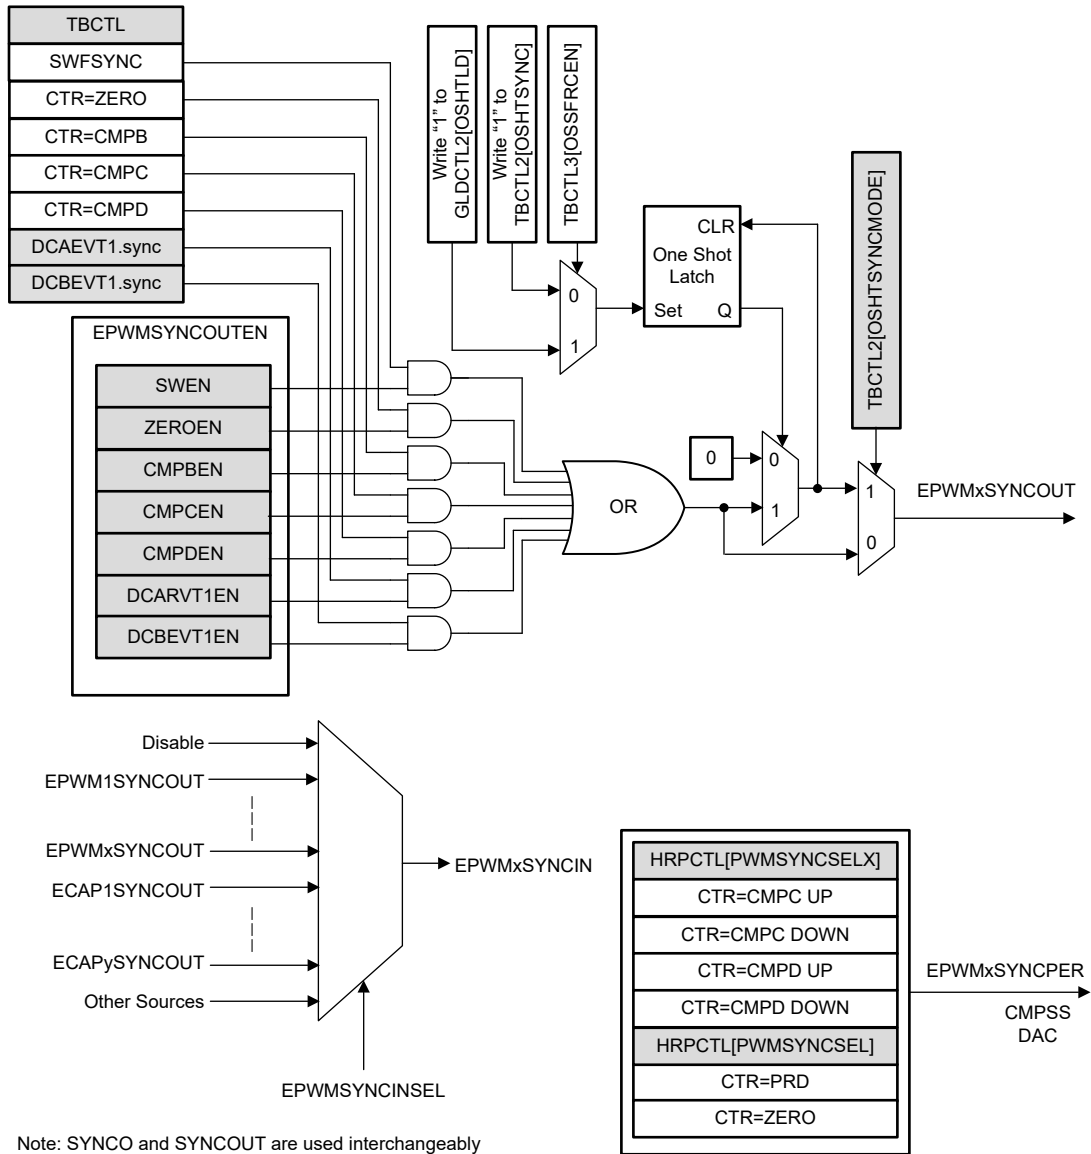 TBCTL
SWFSYNC
CTR=ZERO
CTR=CMPB
CTR=CMPC
CTR=CMPD
DCAEVT1.sync
DCBEVT1.sync
Write “1” to
GLDCTL2[OSHTLD]
Write “1” to
TBCTL2[OSHTSYNC]
TBCTL3[OSSFRCEN]
0
1
CLR
One Shot
Latch
Set Q
TBCTL2[OSHTSYNCMODE]
EPWMSYNCOUTEN
SWEN
ZEROEN
CMPBEN
CMPCEN
CMPDEN
DCARVT1EN
DCBEVT1EN
OR
0
0
1
1
0
EPWMxSYNCOUT
Disable
EPWM1SYNCOUT
EPWMxSYNCOUT
ECAP1SYNCOUT
ECAPySYNCOUT
Other Sources
EPWMxSYNCIN
EPWMSYNCINSEL
HRPCTL[PWMSYNCSELX]
CTR=CMPC UP
CTR=CMPC DOWN
CTR=CMPD UP
CTR=CMPD DOWN
HRPCTL[PWMSYNCSEL]
CTR=PRD
CTR=ZERO
EPWMxSYNCPER
CMPSS
DAC
Note: SYNCO and SYNCOUT are used interchangeably